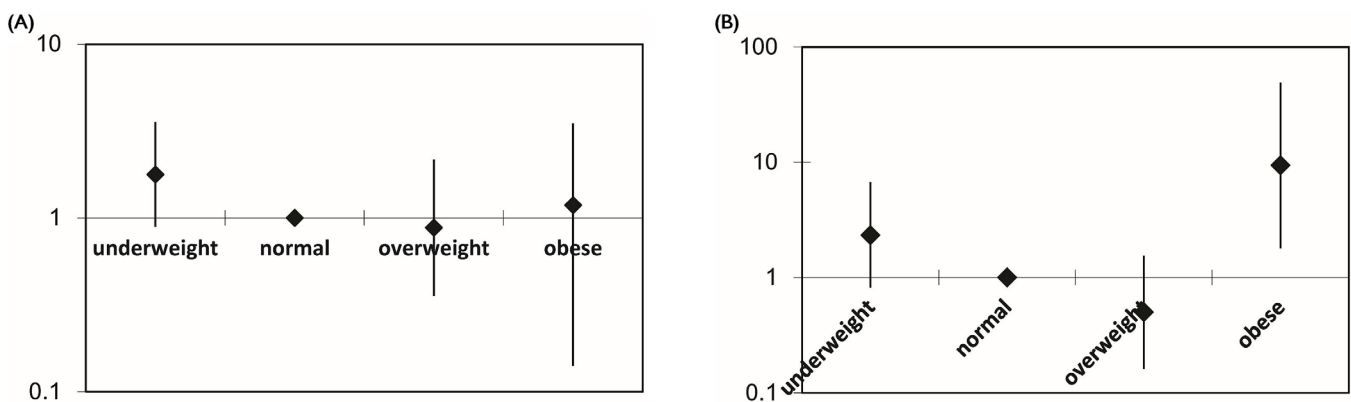 (A)
10
1
0.1
underweight normal overweight obese
(B)
100
10
1
0.1
underweight
normal
overweight
obese